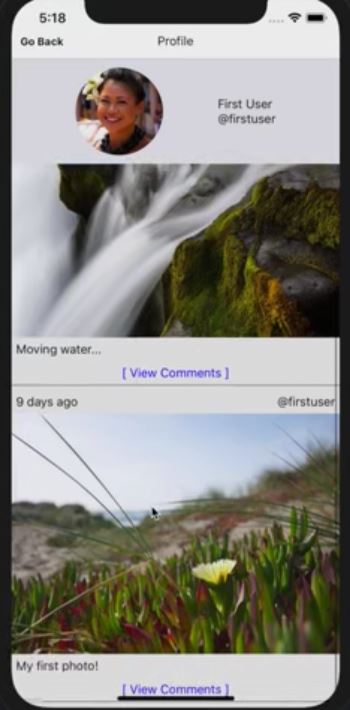 5:18
Go Back Profile
First User
@firstuser
Moving water...
[ View Comments ]
9 days ago @firstuser
My first photo!
[ View Comments ]